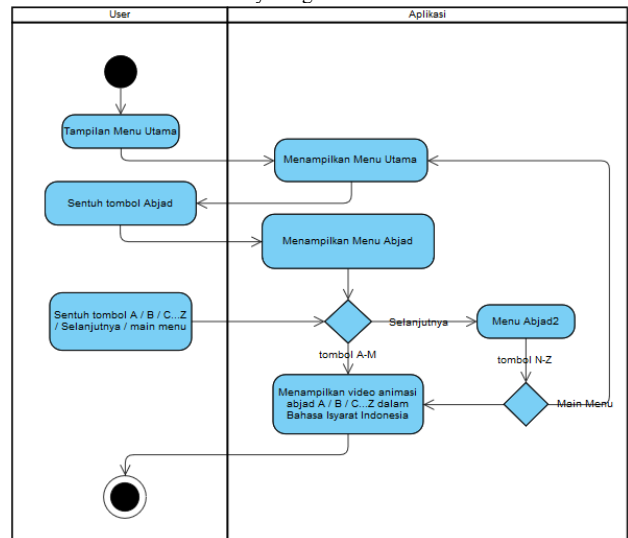 User
Aplikasi
Tampilan Menu Utama
Menampilkan Menu Utama
Sentuh tombol Abjad
Menampilkan Menu Abjad
Sentuh tombol A / B / C...Z
/ Selanjutnya / main menu
Selanjutnya
Menu Abjad2
tombol A-M
tombol N-Z
Menampilkan video animasi
abjad A / B / C...Z dalam
Bahasa Isyarat Indonesia
Main Menu